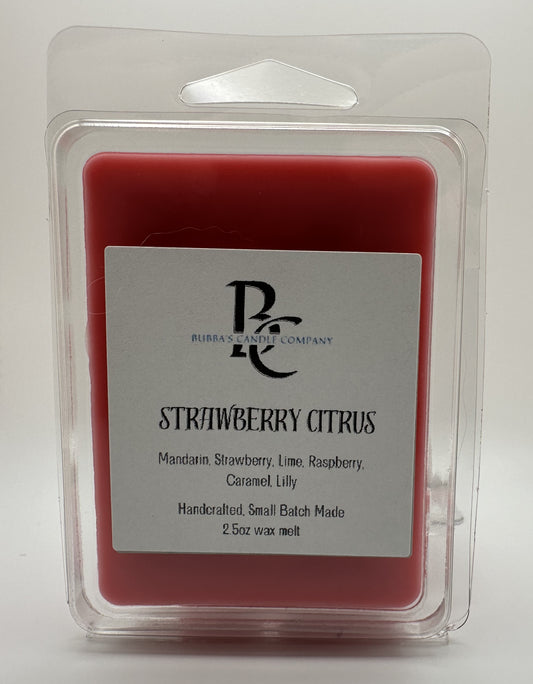 BC
BUBBA'S CANDLE COMPANY
STRAWBERRY CITRUS
Mandarin, Strawberry, Lime, Raspberry,
Caramel, Lilly
Handcrafted, Small Batch Made
2.5oz wax melt